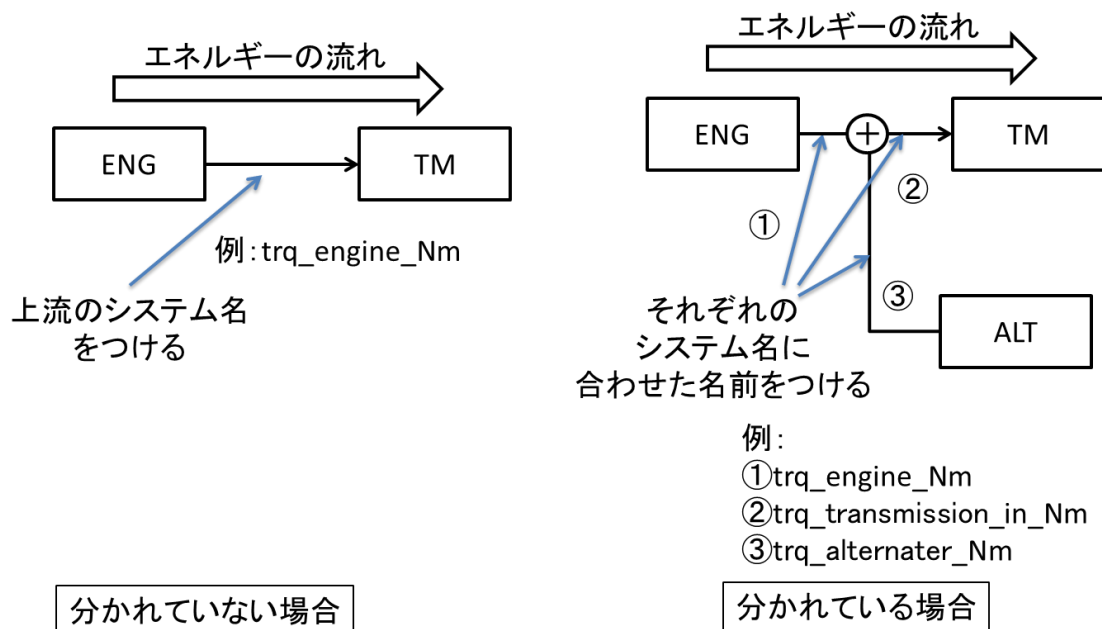 エネルギーの流れ
ENG
TM
例：trq_engine_Nm
上流のシステム名
をつける
分かれていない場合
エネルギーの流れ
ENG
+
TM
①
②
③
ALT
それぞれの
システム名に
合わせた名前をつける
例：
①trq_engine_Nm
②trq_transmission_in_Nm
③trq_alternater_Nm
分かれている場合